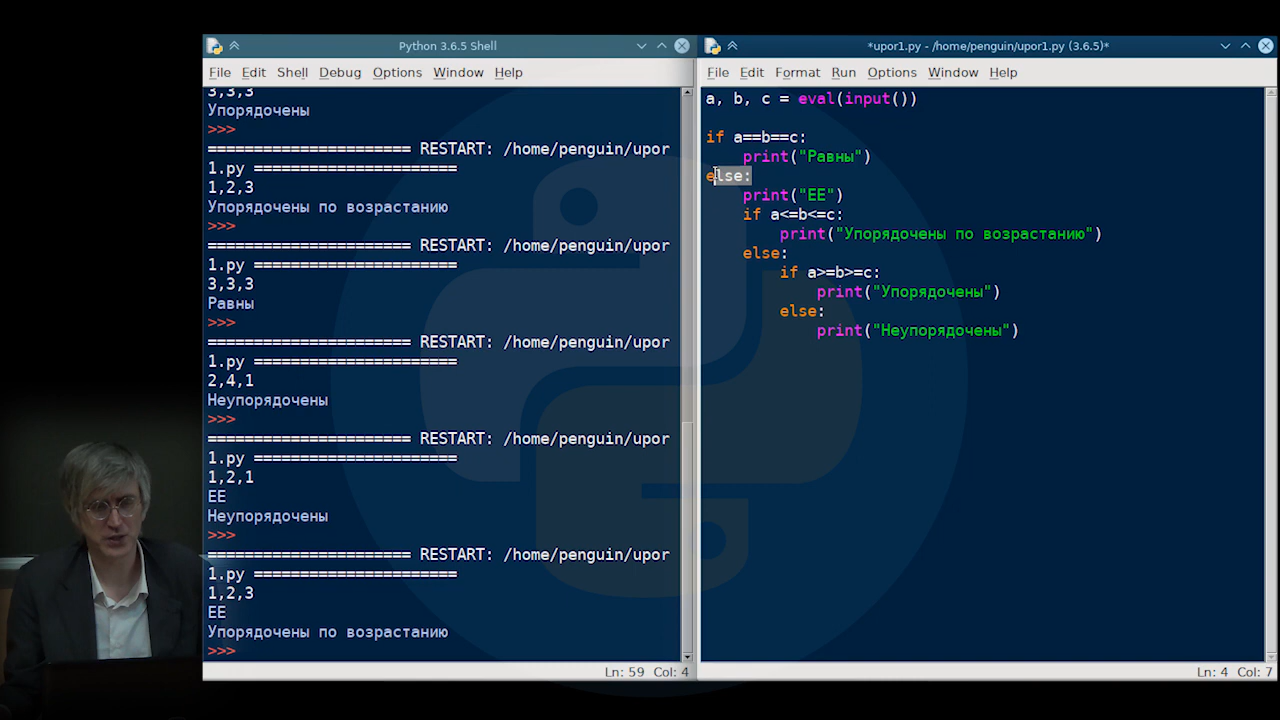 Python 3.6.5 Shell
File Edit Shell Debug Options Window Help
3,3,3
Упорядочены
>>>
====================== RESTART: /home/penguin/upor
1.py ======================
1,2,3
Упорядочены по возрастанию
>>>
====================== RESTART: /home/penguin/upor
1.py ======================
3,3,3
Равны
>>>
====================== RESTART: /home/penguin/upor
1.py ======================
2,4,1
Неупорядочены
>>>
====================== RESTART: /home/penguin/upor
1.py ======================
1,2,1
EE
Неупорядочены
>>>
====================== RESTART: /home/penguin/upor
1.py ======================
1,2,3
EE
Упорядочены по возрастанию
>>>
Ln: 59 Col: 4
*upor1.py - /home/penguin/upor1.py (3.6.5)*
File Edit Format Run Options Window Help
a, b, c = eval(input())
if a==b==c:
print("Равны")
else:
print("EE")
if a<=b<=c:
print("Упорядочены по возрастанию")
else:
if a>=b>=c:
print("Упорядочены")
else:
print("Неупорядочены")
Ln: 4 Col: 7